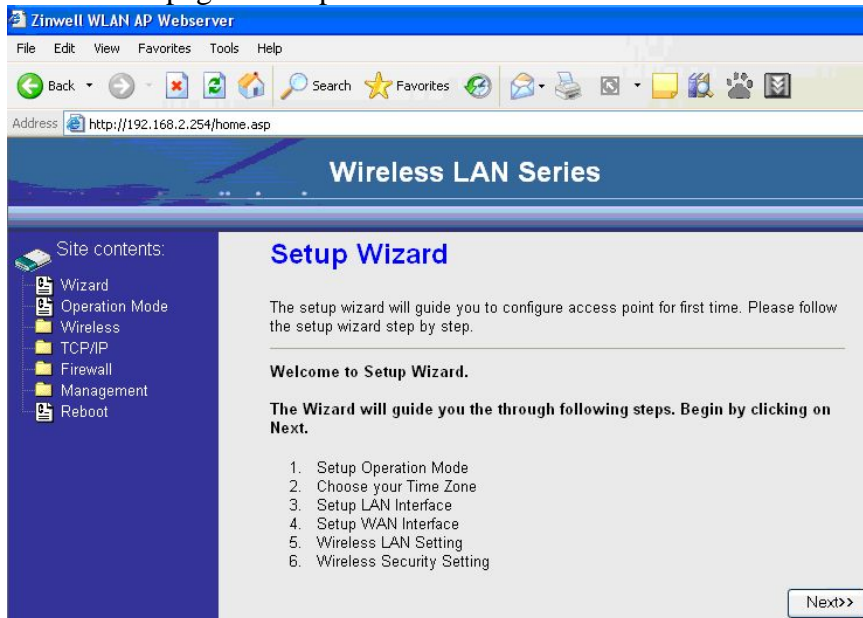 Zinwell WLAN AP Webserver
File Edit View Favorites Tools Help
Back Search Favorites
Address http://192.168.2.254/home.asp
Wireless LAN Series
Site contents:
Wizard
Operation Mode
Wireless
TCP/IP
Firewall
Management
Reboot
Setup Wizard
The setup wizard will guide you to configure access point for first time. Please follow
the setup wizard step by step.
Welcome to Setup Wizard.
The Wizard will guide you the through following steps. Begin by clicking on
Next.
1. Setup Operation Mode
2. Choose your Time Zone
3. Setup LAN Interface
4. Setup WAN Interface
5. Wireless LAN Setting
6. Wireless Security Setting
Next>>